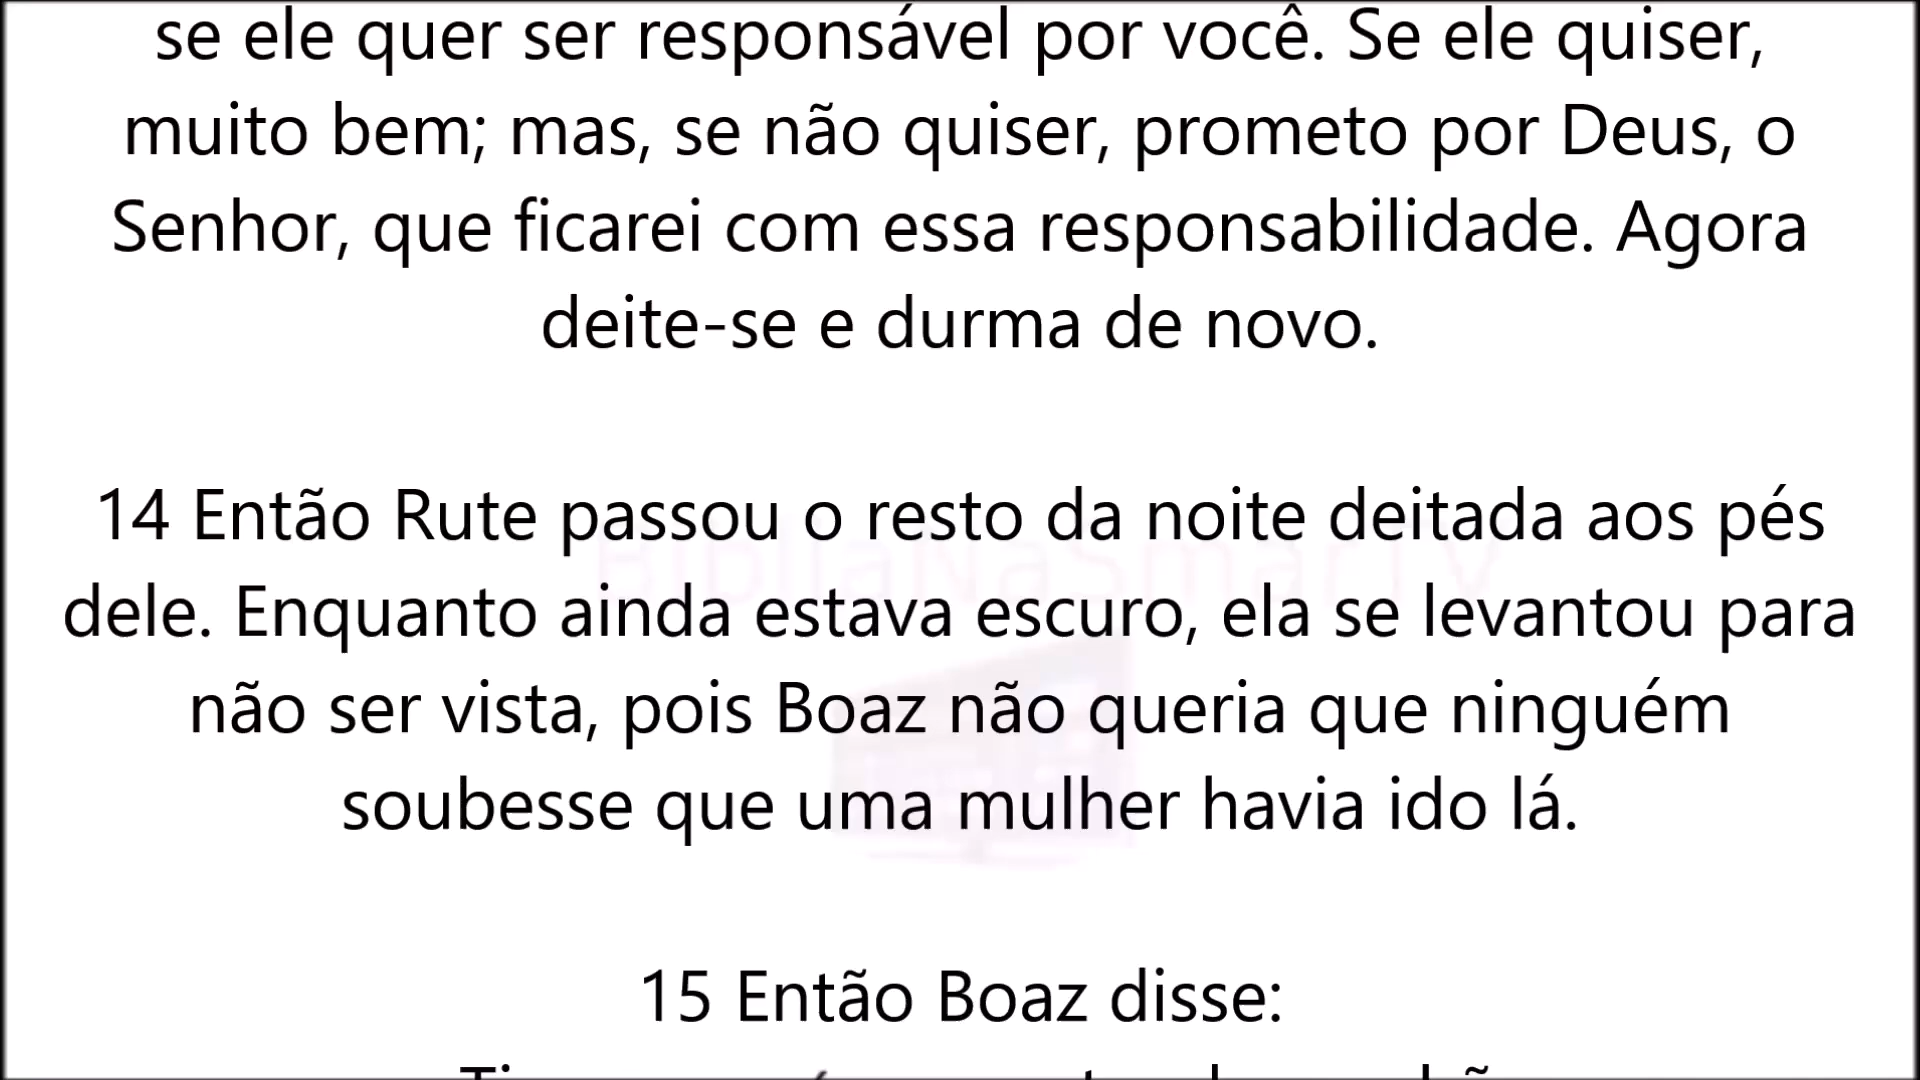 se ele quer ser responsável por você. Se ele quiser,
muito bem; mas, se não quiser, prometo por Deus, o
Senhor, que ficarei com essa responsabilidade. Agora
deite-se e durma de novo.
14 Então Rute passou o resto da noite deitada aos pés
dele. Enquanto ainda estava escuro, ela se levantou para
não ser vista, pois Boaz não queria que ninguém
soubesse que uma mulher havia ido lá.
BibliaNaSmarTV
15 Então Boaz disse: